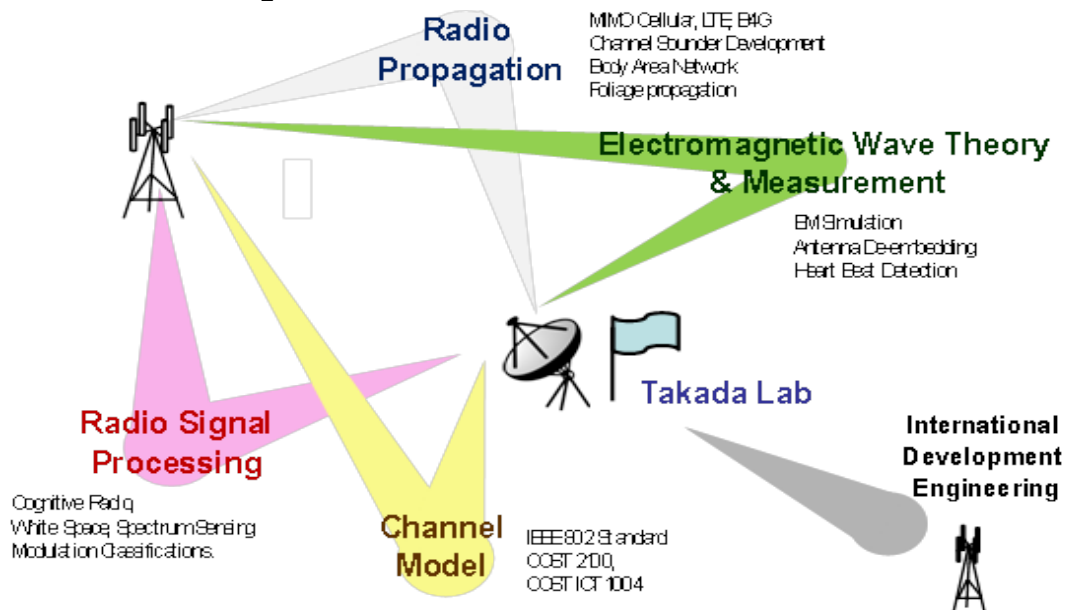 Radio
Propagation
MIMO Cellular, LTE, B4G
Channel Sounder Development
Body Area Network
Foliage propagation
Electromagnetic Wave Theory
& Measurement
EM Simulation
Antenna De-embedding
Heart Beat Detection
Takada Lab
Radio Signal
Processing
Cognitive Radio,
White Space, Spectrum Sensing
Modulation Classifications.
Channel
Model
IEEE802 Standard
COST 2100,
COST ICT 1004
International
Development
Engineering